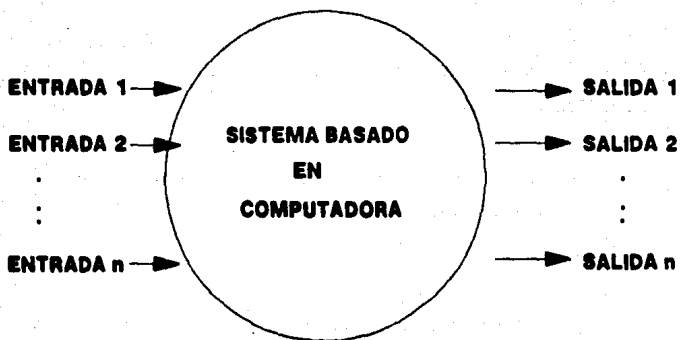 ENTRADA 1
ENTRADA 2
.
.
.
ENTRADA n
SISTEMA BASADO
EN
COMPUTADORA
SALIDA 1
SALIDA 2
.
.
.
SALIDA n